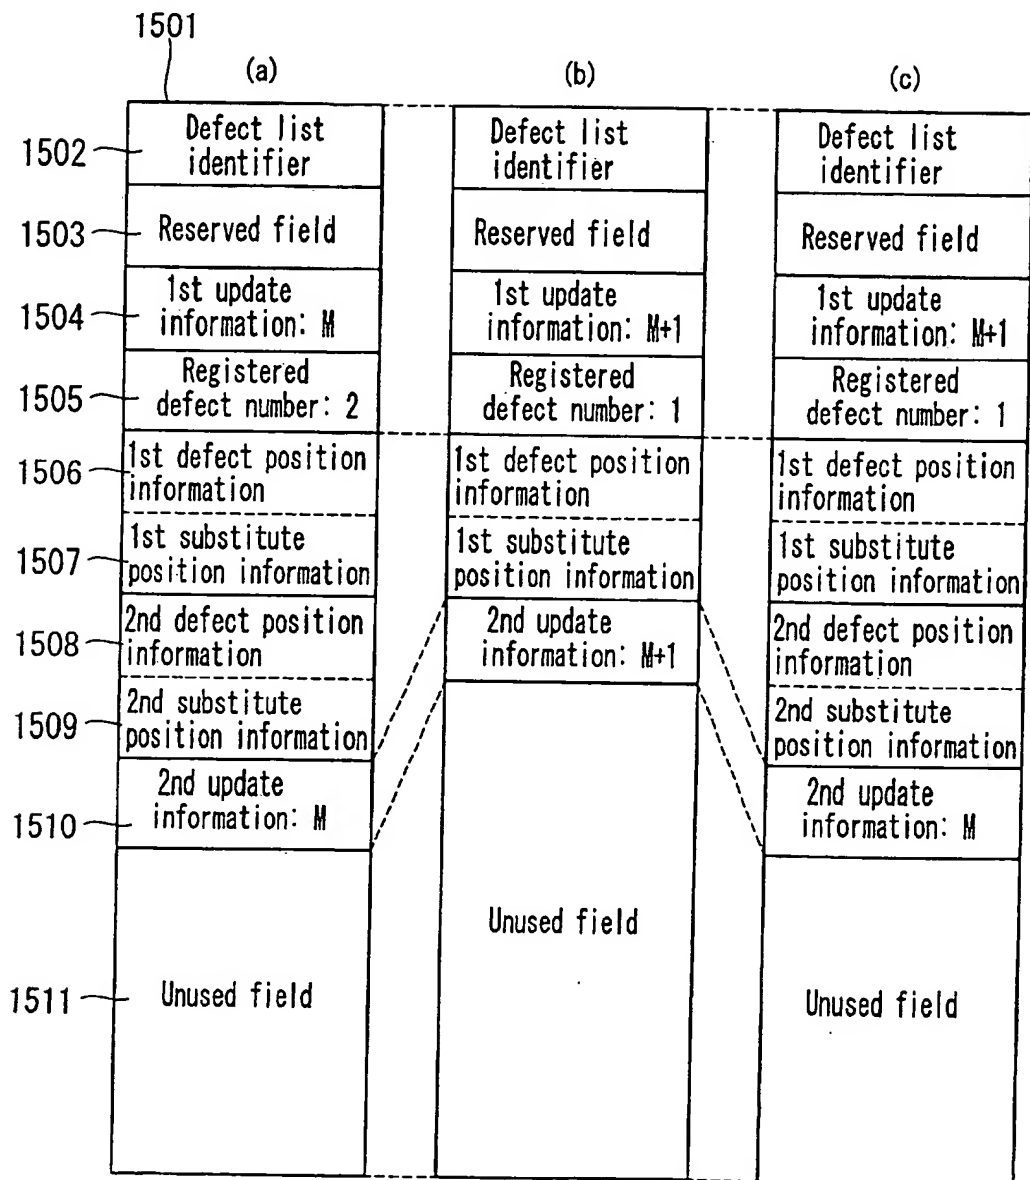 1501
(a)
(b)
(c)
1502
Defect list
identifier
Defect list
identifier
Defect list
identifier
1503
Reserved field
Reserved field
Reserved field
1504
1st update
information: M
1st update
information: M+1
1st update
information: M+1
1505
Registered
defect number: 2
Registered
defect number: 1
Registered
defect number: 1
1506
1st defect position
information
1st defect position
information
1st defect position
information
1507
1st substitute
position information
1st substitute
position information
1st substitute
position information
1508
2nd defect position
information
2nd update
information: M+1
2nd defect position
information
1509
2nd substitute
position information
2nd substitute
position information
1510
2nd update
information: M
2nd update
information: M
1511
Unused field
Unused field
Unused field